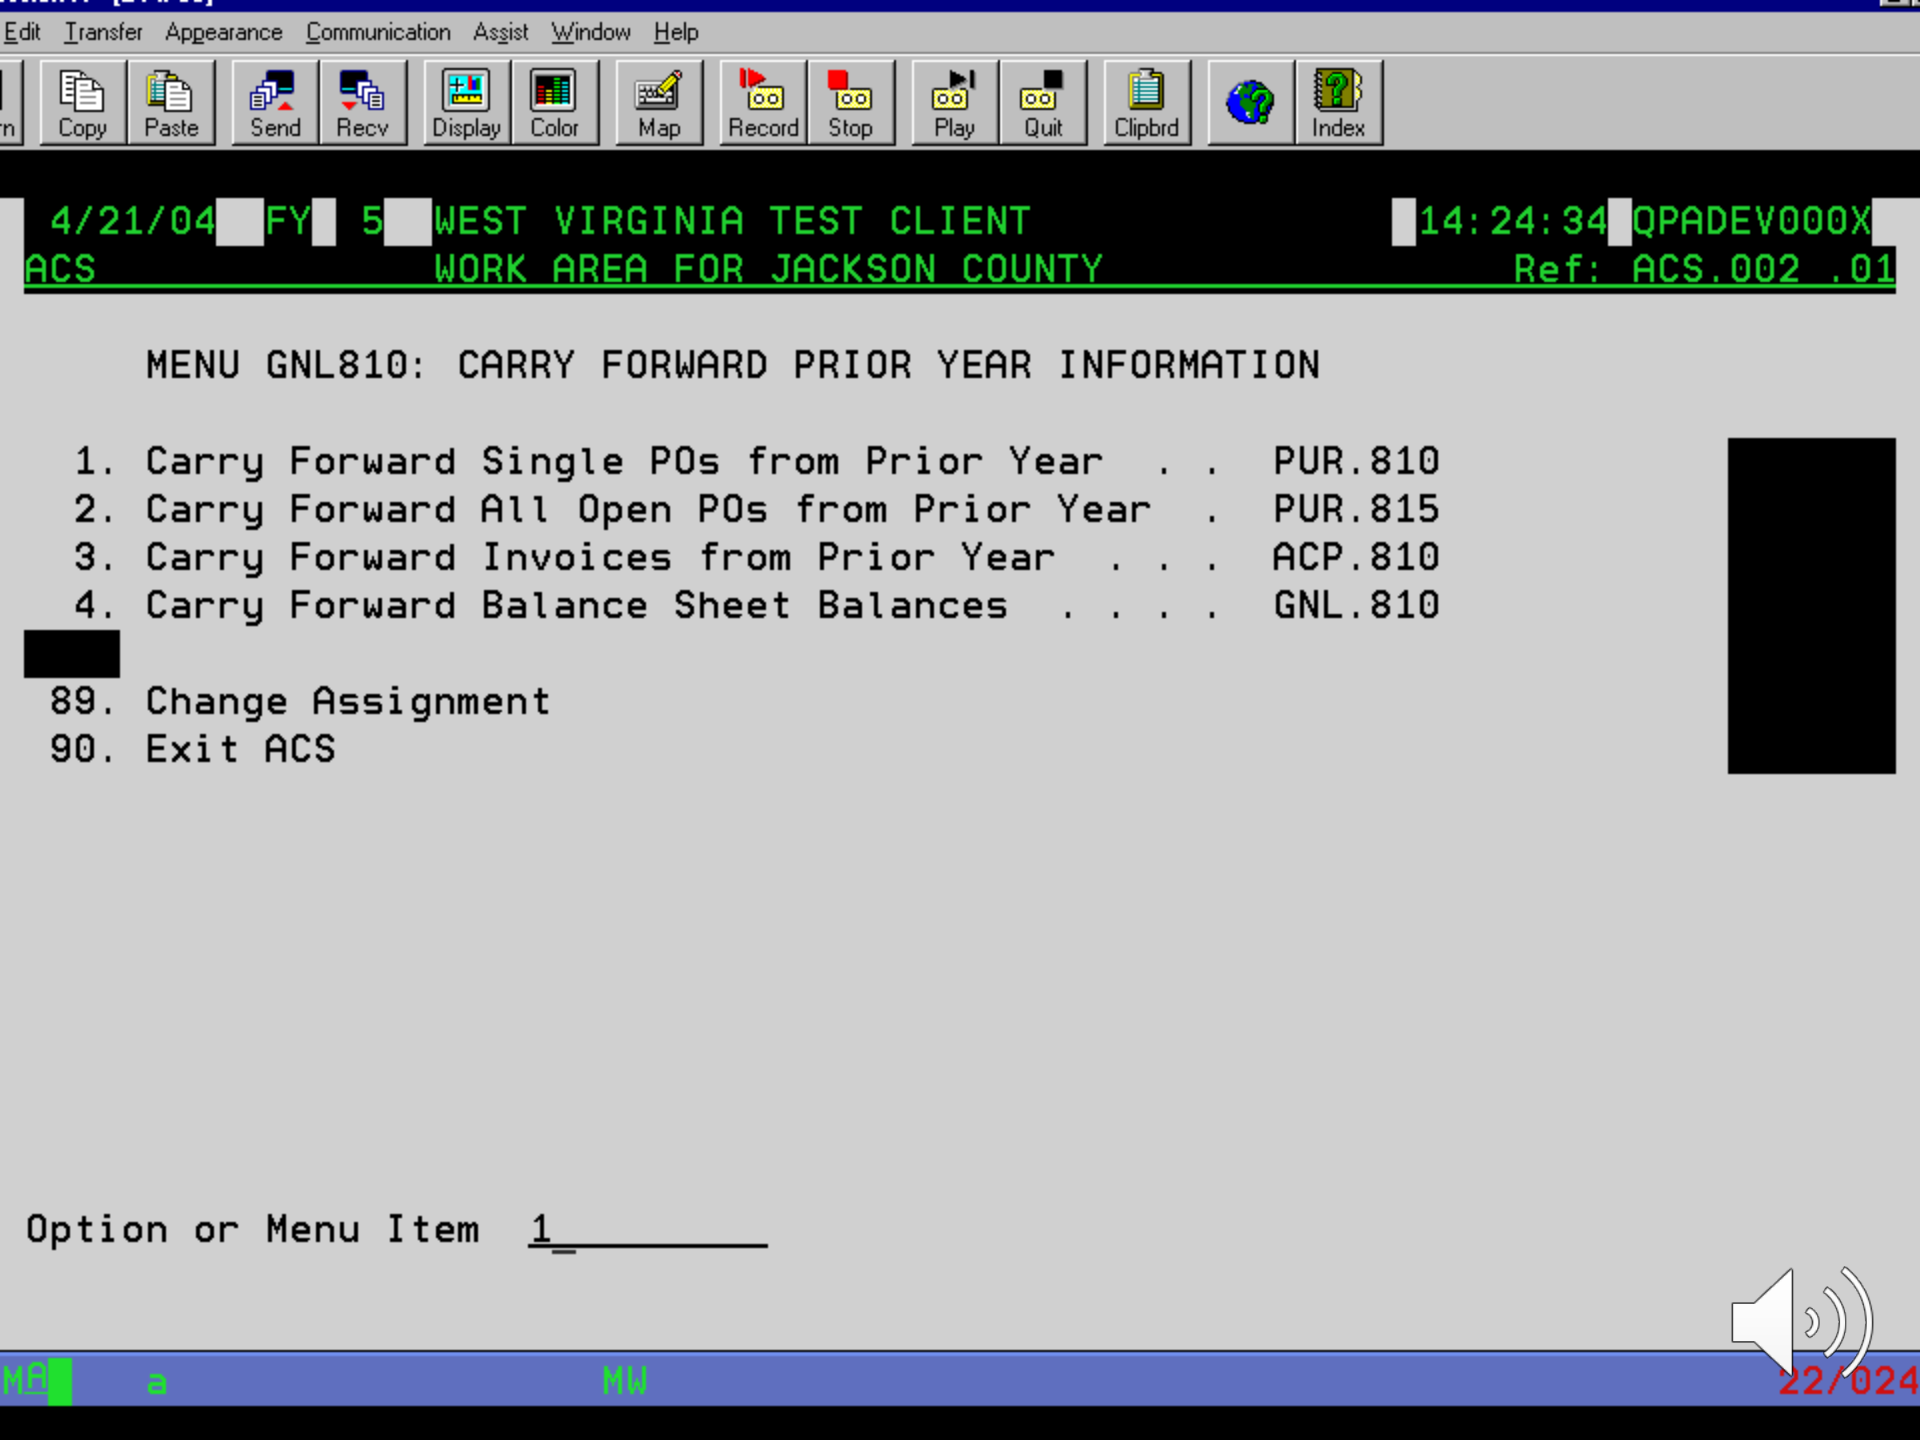 Edit Transfer Appearance Communication Assist Window Help
Copy Paste Send Recv Display Color Map Record Stop Play Quit Clipbrd Index
4/21/04 FY 5 WEST VIRGINIA TEST CLIENT 14:24:34 QPADEV000X
ACS WORK AREA FOR JACKSON COUNTY Ref: ACS.002 .01
MENU GNL810: CARRY FORWARD PRIOR YEAR INFORMATION
1. Carry Forward Single POs from Prior Year . . PUR.810
2. Carry Forward All Open POs from Prior Year . PUR.815
3. Carry Forward Invoices from Prior Year . . . ACP.810
4. Carry Forward Balance Sheet Balances . . . . GNL.810
89. Change Assignment
90. Exit ACS
Option or Menu Item 1_
MA a MW 22/024